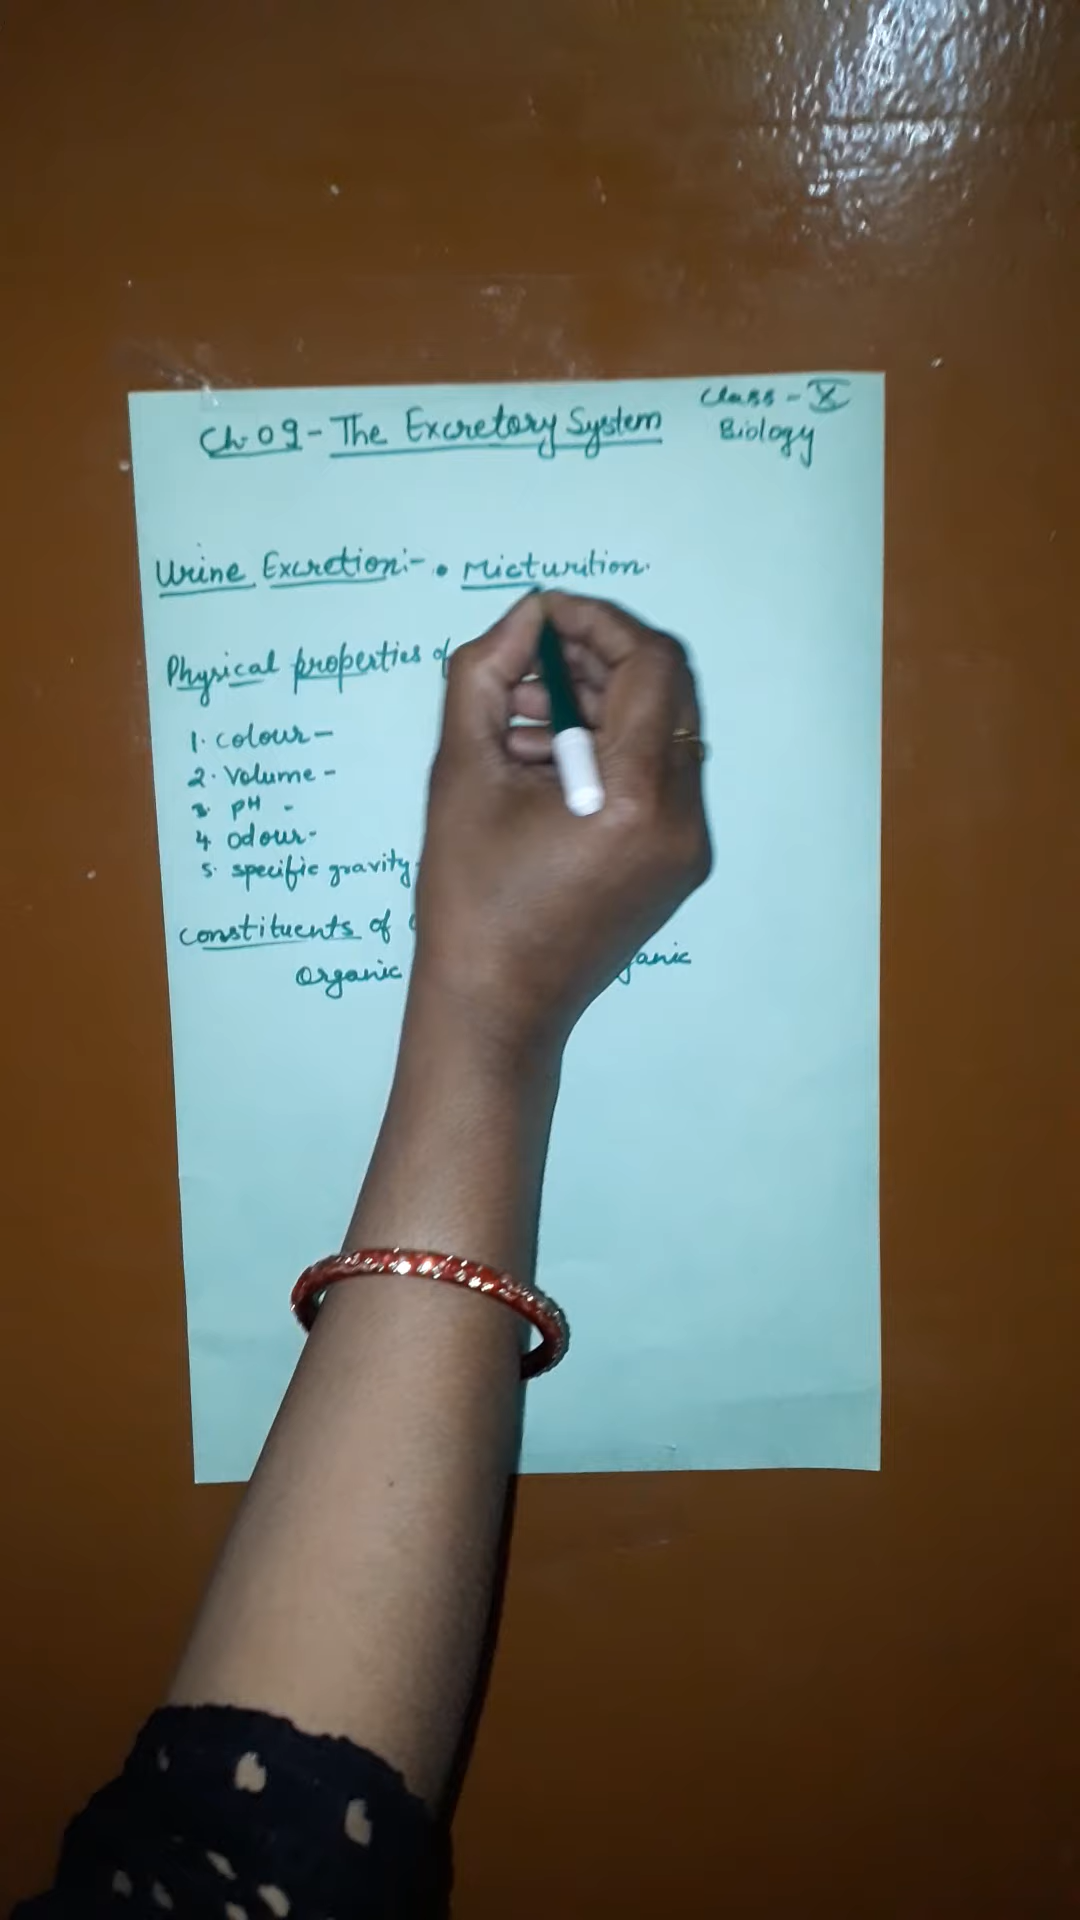 Ch-09-The Excretory System
Class-X
Biology
Urine Excretion:- • Micturition.
Physical properties of
1. colour-
2. Volume-
3. pH -
4. odour-
5. specific gravity-
constituents of
Organic